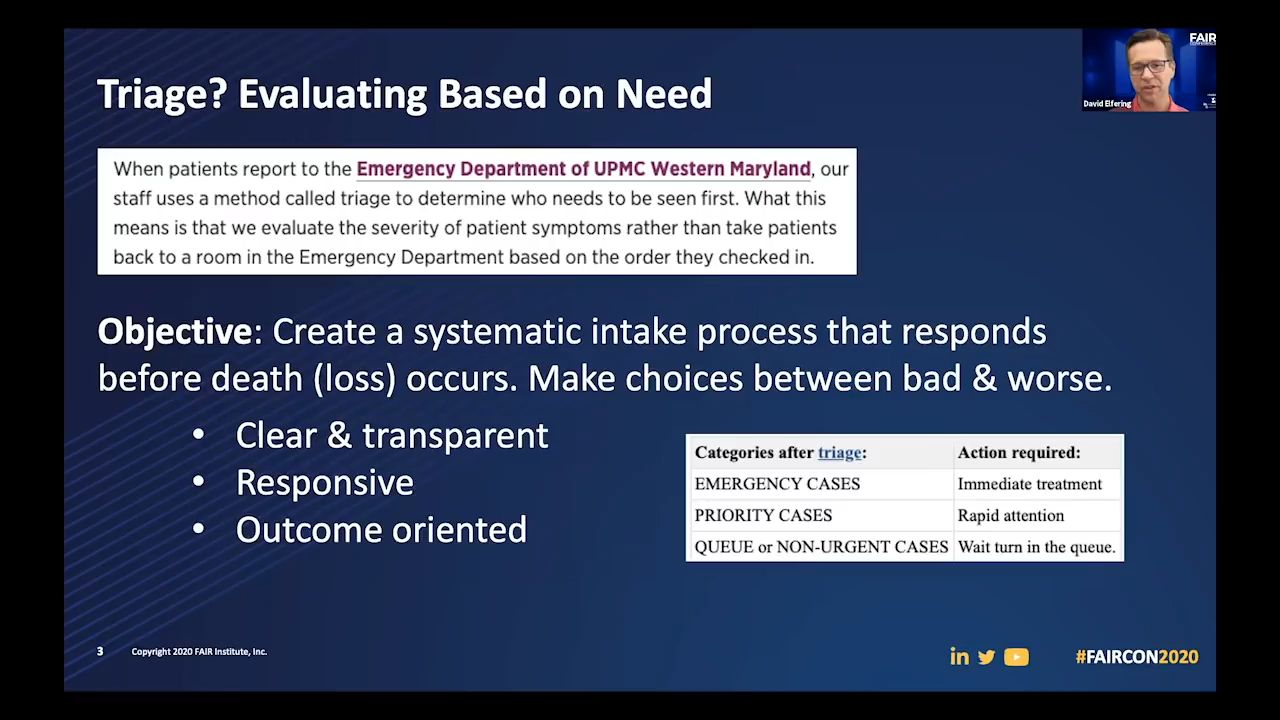 FAIR
David Elfering
Triage? Evaluating Based on Need
When patients report to the Emergency Department of UPMC Western Maryland, our
staff uses a method called triage to determine who needs to be seen first. What this
means is that we evaluate the severity of patient symptoms rather than take patients
back to a room in the Emergency Department based on the order they checked in.
Objective: Create a systematic intake process that responds
before death (loss) occurs. Make choices between bad & worse.
• Clear & transparent
• Responsive
• Outcome oriented
Categories after triage: Action required:
EMERGENCY CASES Immediate treatment
PRIORITY CASES Rapid attention
QUEUE or NON-URGENT CASES Wait turn in the queue.
3 Copyright 2020 FAIR Institute, Inc.
in
#FAIRCON2020